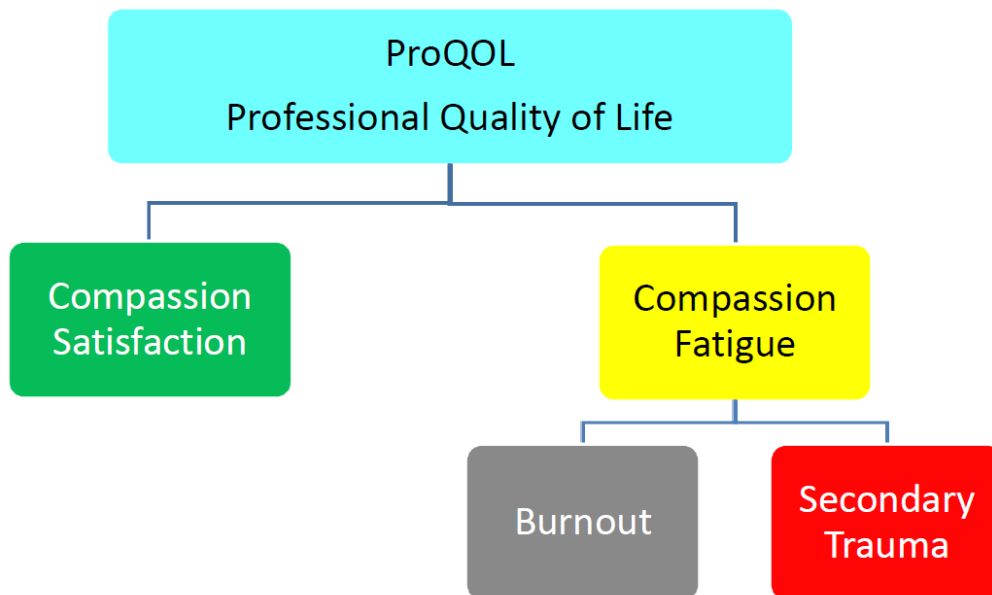 ProQOL
Professional Quality of Life
Compassion
Satisfaction
Compassion
Fatigue
Burnout
Secondary
Trauma